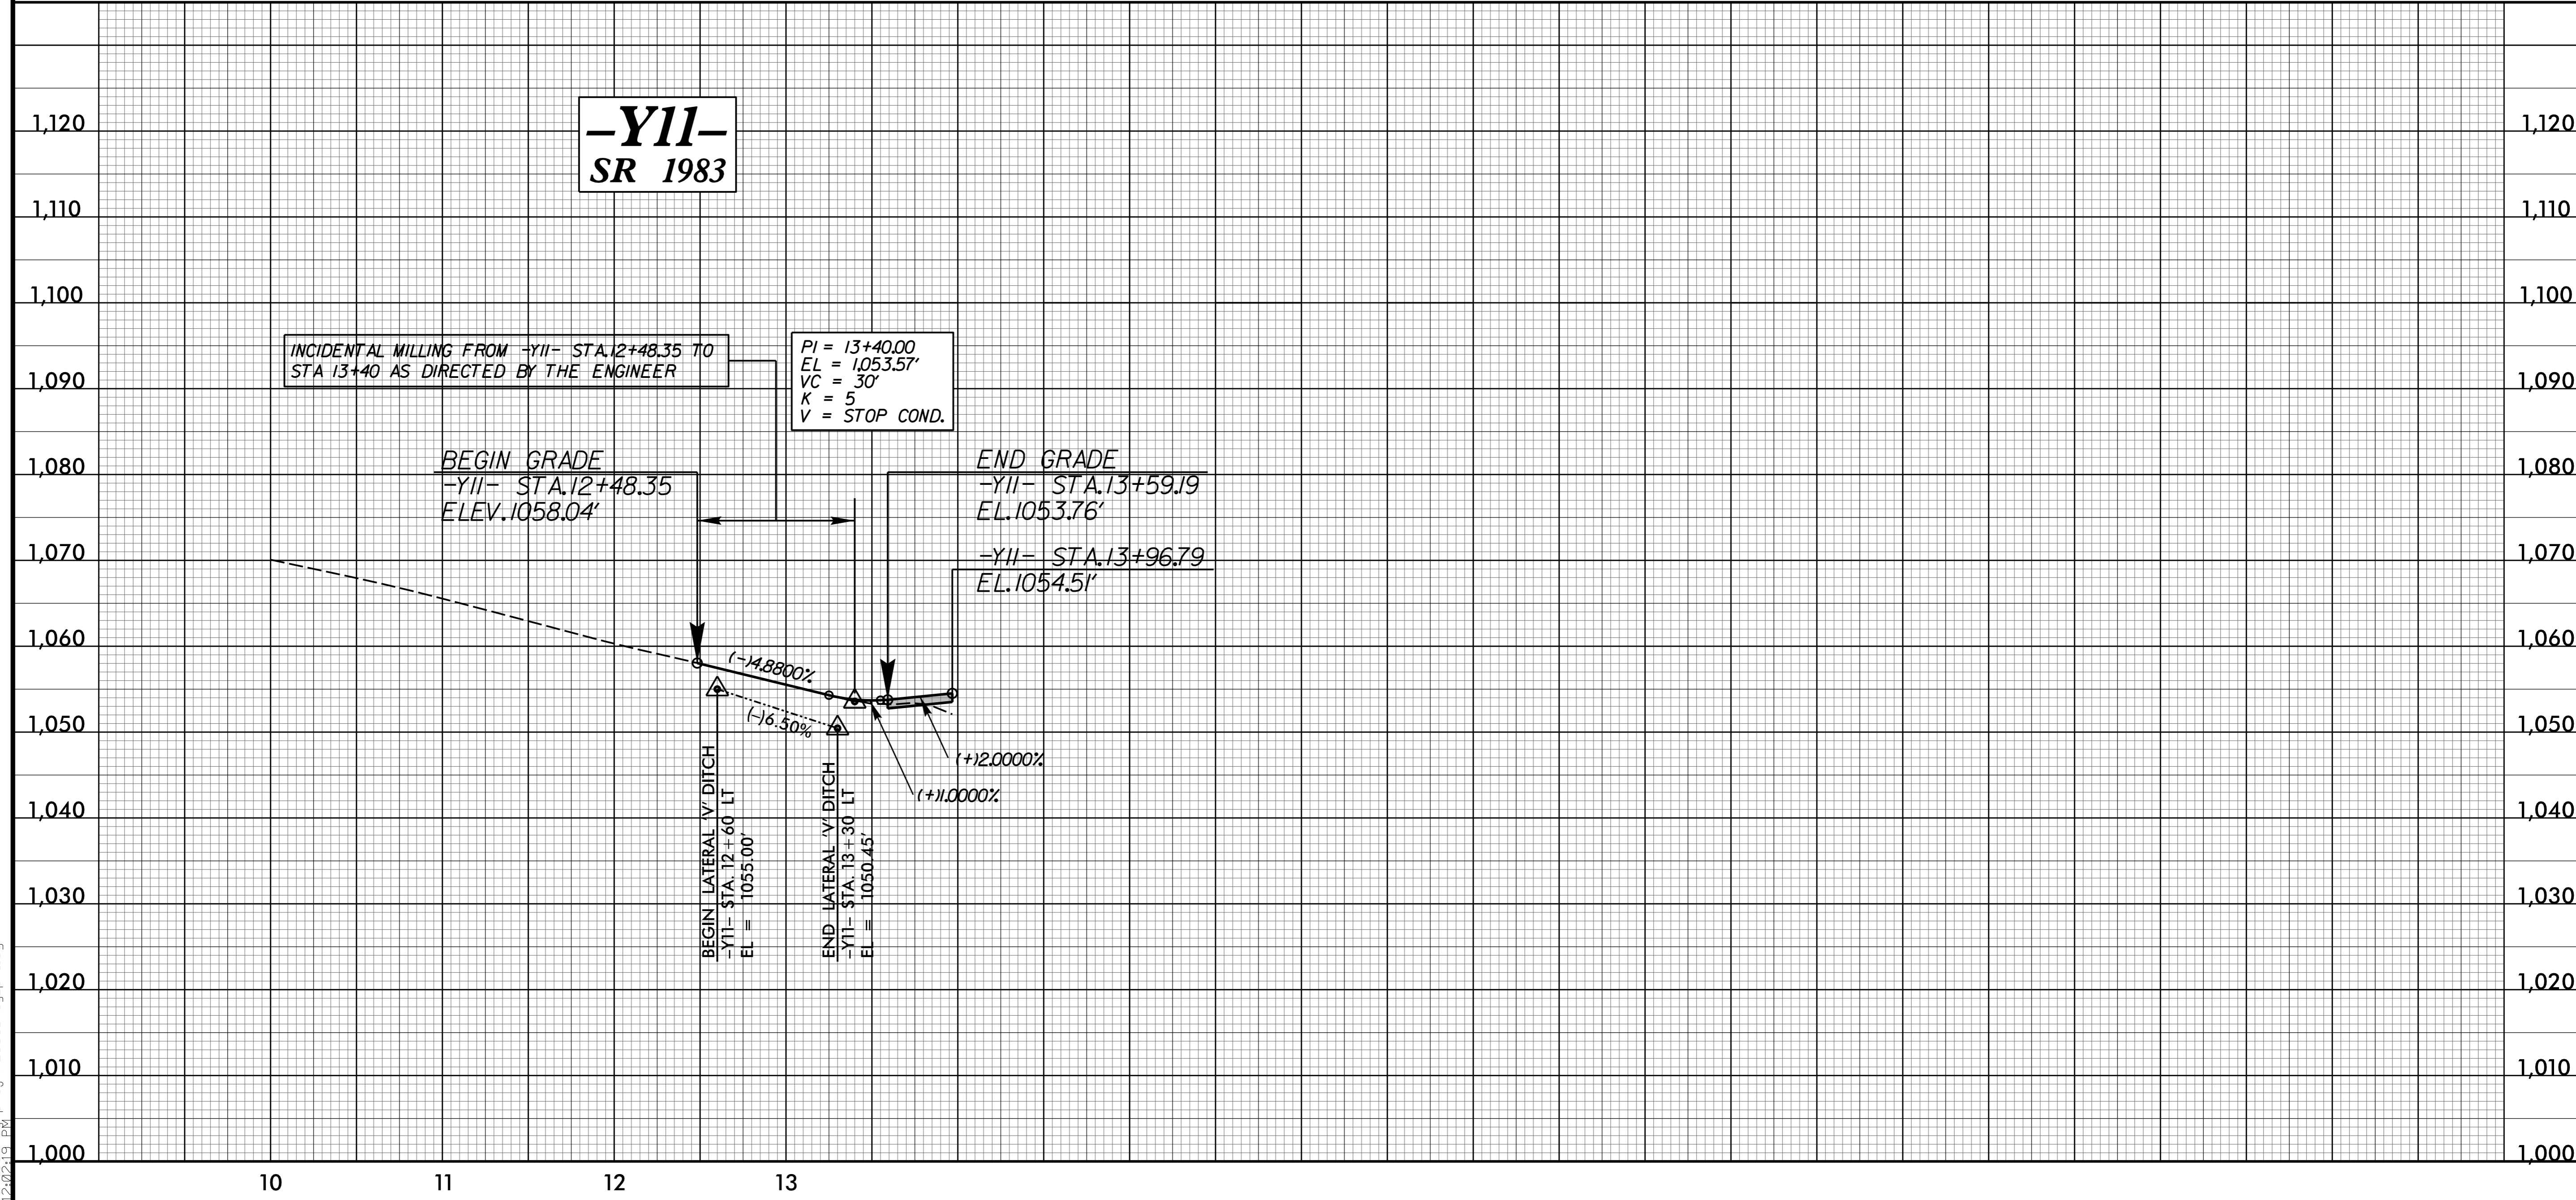 -Y11-
SR 1983
1,120 1,120
1,110 1,110
1,100 1,100
INCIDENTAL MILLING FROM -Y11- STA.12+48.35 TO
STA 13+40 AS DIRECTED BY THE ENGINEER
PI = 13+40.00
EL = 1,053.57'
VC = 30'
K = 5
V = STOP COND.
1,090 1,090
1,080 1,080
BEGIN GRADE
-Y11- STA.12+48.35
ELEV.1058.04'
END GRADE
-Y11- STA.13+59.19
EL.1053.76'
-Y11- STA.13+96.79
EL.1054.51'
1,070 1,070
1,060 1,060
(-)4.8800%
(-)6.50%
1,050 1,050
(+)2.0000%
(+)1.0000%
BEGIN LATERAL 'V' DITCH
-Y11- STA. 12+60 LT
EL = 1055.00'
END LATERAL 'V' DITCH
-Y11- STA. 13+30 LT
EL = 1050.45'
1,040 1,040
1,030 1,030
1,020 1,020
1,010 1,010
1,000 1,000
10 11 12 13
12:02:19 PM